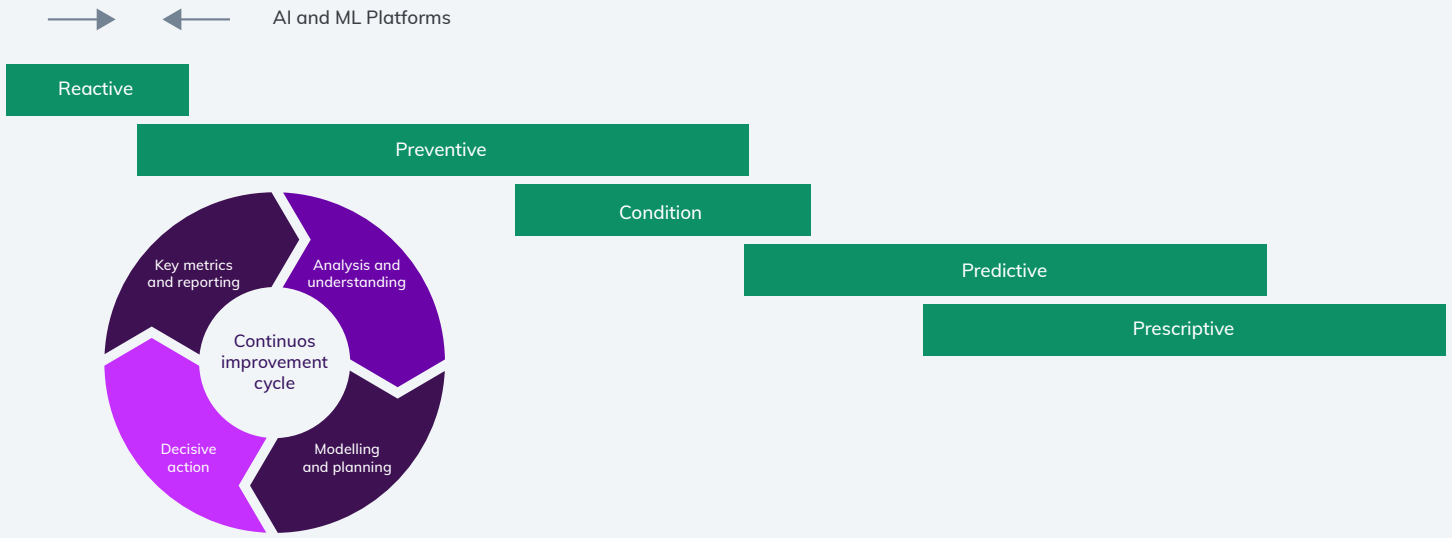 AI and ML Platforms
Reactive
Preventive
Condition
Predictive
Prescriptive
Key metrics
and reporting
Analysis and
understanding
Continuos
improvement
cycle
Decisive
action
Modelling
and planning